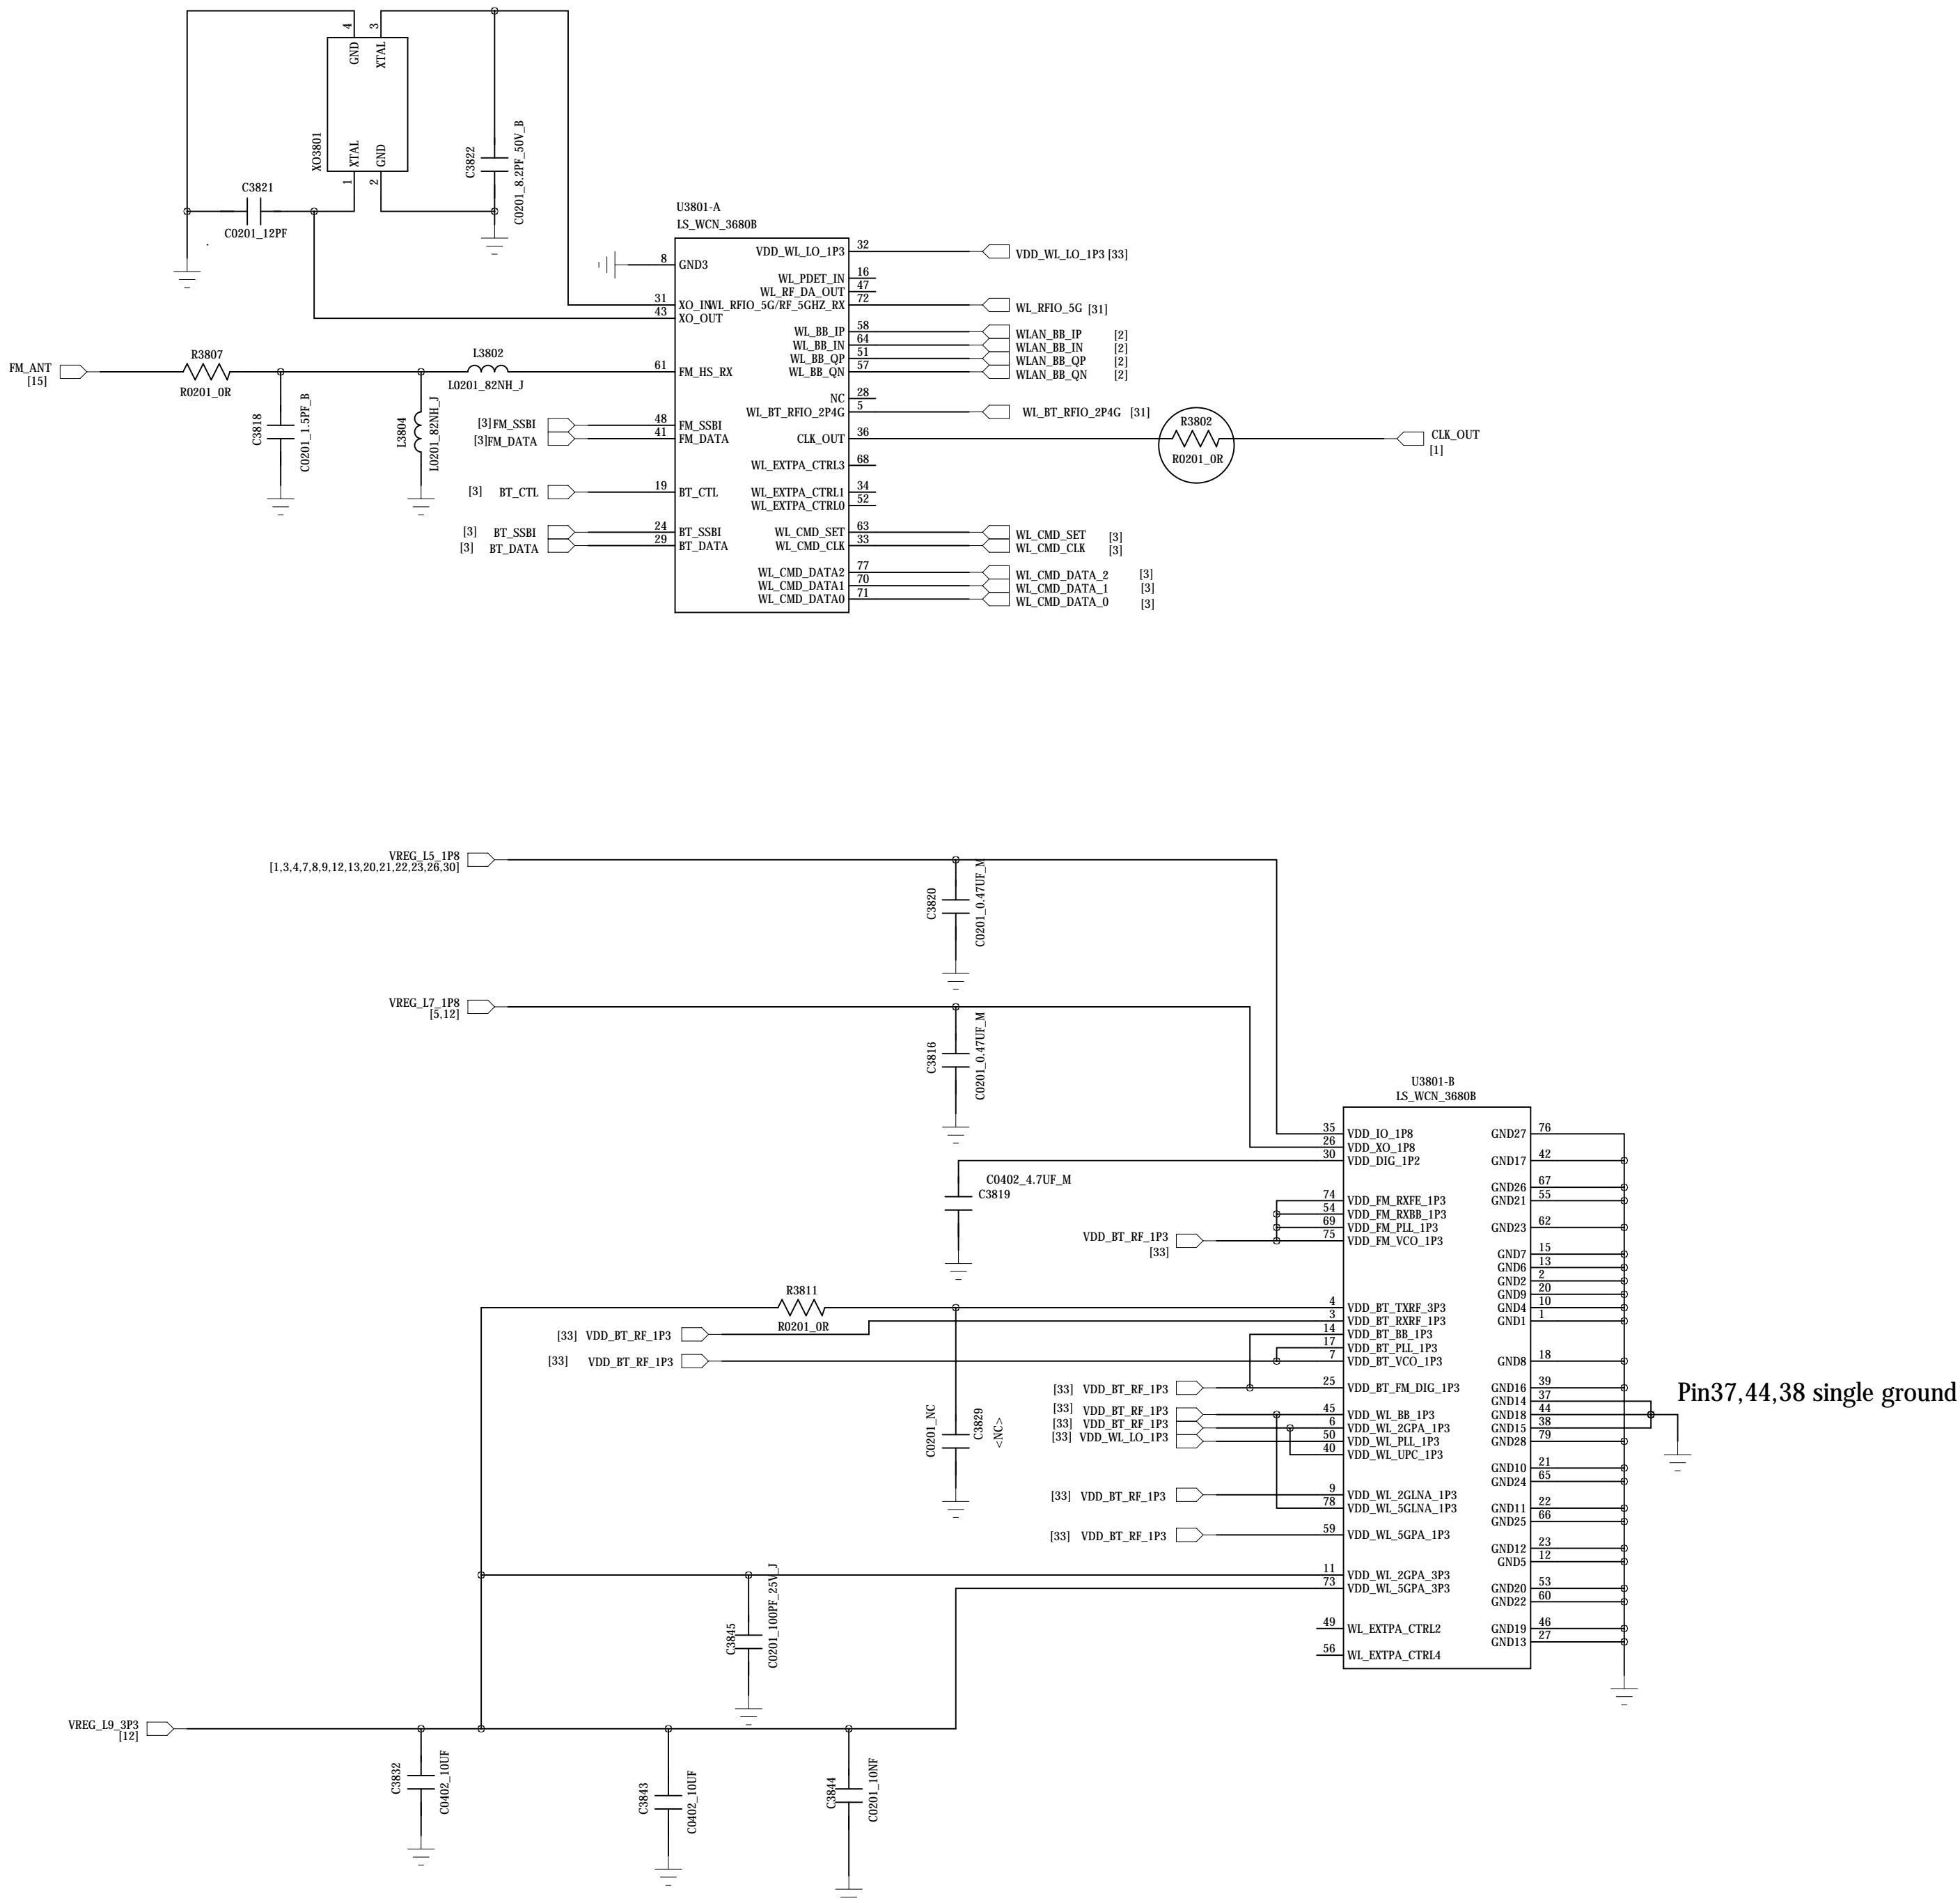 4
3
GND
XTAL
XO3801
XTAL
GND
1
2
C3822
C0201_8.2PF_50V_B
C3821
C0201_12PF
U3801-A
LS_WCN_3680B
8 GND3
31 XO_IN
43 XO_OUT
61 FM_HS_RX
48 FM_SSBI
41 FM_DATA
19 BT_CTL
24 BT_SSBI
29 BT_DATA
VDD_WL_LO_1P3 32
WL_PDET_IN 16
WL_RF_DA_OUT 47
WL_RFIO_5G/RF_5GHZ_RX 72
WL_BB_IP 58
WL_BB_IN 64
WL_BB_QP 51
WL_BB_QN 57
NC 28
WL_BT_RFIO_2P4G 5
CLK_OUT 36
WL_EXTPA_CTRL3 68
WL_EXTPA_CTRL1 34
WL_EXTPA_CTRL0 52
WL_CMD_SET 63
WL_CMD_CLK 33
WL_CMD_DATA2 77
WL_CMD_DATA1 70
WL_CMD_DATA0 71
VDD_WL_LO_1P3 [33]
WL_RFIO_5G [31]
WLAN_BB_IP [2]
WLAN_BB_IN [2]
WLAN_BB_QP [2]
WLAN_BB_QN [2]
WL_BT_RFIO_2P4G [31]
R3802
R0201_0R
CLK_OUT
[1]
WL_CMD_SET [3]
WL_CMD_CLK [3]
WL_CMD_DATA_2 [3]
WL_CMD_DATA_1 [3]
WL_CMD_DATA_0 [3]
FM_ANT
[15]
R3807
R0201_0R
C3818
C0201_1.5PF_B
L3804
L0201_82NH_J
L3802
L0201_82NH_J
[3]FM_SSBI
[3]FM_DATA
[3] BT_CTL
[3] BT_SSBI
[3] BT_DATA
VREG_L5_1P8
[1,3,4,7,8,9,12,13,20,21,22,23,26,30]
C3820
C0201_0.47UF_M
VREG_L7_1P8
[5,12]
C3816
C0201_0.47UF_M
U3801-B
LS_WCN_3680B
35 VDD_IO_1P8
26 VDD_XO_1P8
30 VDD_DIG_1P2
74 VDD_FM_RXFE_1P3
54 VDD_FM_RXBB_1P3
69 VDD_FM_PLL_1P3
75 VDD_FM_VCO_1P3
4 VDD_BT_TXRF_3P3
3 VDD_BT_RXRF_1P3
14 VDD_BT_BB_1P3
17 VDD_BT_PLL_1P3
7 VDD_BT_VCO_1P3
25 VDD_BT_FM_DIG_1P3
45 VDD_WL_BB_1P3
6 VDD_WL_2GPA_1P3
50 VDD_WL_PLL_1P3
40 VDD_WL_UPC_1P3
9 VDD_WL_2GLNA_1P3
78 VDD_WL_5GLNA_1P3
59 VDD_WL_5GPA_1P3
11 VDD_WL_2GPA_3P3
73 VDD_WL_5GPA_3P3
49 WL_EXTPA_CTRL2
56 WL_EXTPA_CTRL4
GND27 76
GND17 42
GND26 67
GND21 55
GND23 62
GND7 15
GND6 13
GND2 2
GND9 20
GND4 10
GND1 1
GND8 18
GND16 39
GND14 37
GND18 44
GND15 38
GND28 79
GND10 21
GND24 65
GND11 22
GND25 66
GND12 23
GND5 12
GND20 53
GND22 60
GND19 46
GND13 27
Pin37,44,38 single ground
C0402_4.7UF_M
C3819
VDD_BT_RF_1P3
[33]
R3811
R0201_0R
[33] VDD_BT_RF_1P3
[33] VDD_BT_RF_1P3
[33] VDD_BT_RF_1P3
[33] VDD_BT_RF_1P3
[33] VDD_BT_RF_1P3
[33] VDD_WL_LO_1P3
[33] VDD_BT_RF_1P3
[33] VDD_BT_RF_1P3
C0201_NC
C3829
<NC>
C3845
C0201_100PF_25V_J
VREG_L9_3P3
[12]
C3832
C0402_10UF
C3843
C0402_10UF
C3844
C0201_10NF